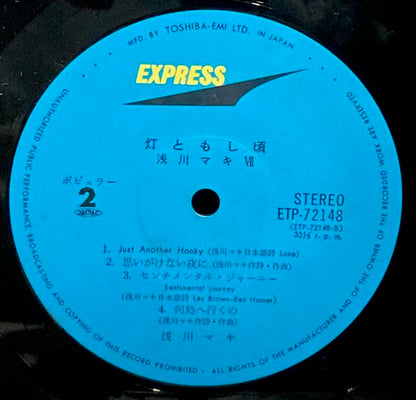 MFD. BY TOSHIBA-EMI LTD. IN JAPAN
EXPRESS
灯ともし頃
浅川マキ Ⅶ
ポピュラー
2
STEREO
ETP-72148
(ETP-72148-B)
33⅓ r. p. m.
1. Just Another Honky (浅川マキ日本語詩 Lane)
2. 思いがけない夜に (浅川マキ作詩・作曲)
3. センチメンタル・ジャーニー
Sentimental Journey
(浅川マキ日本語詩 Les Brown-Ben Homer)
4. 何処へ行くの
(浅川マキ作詩・作曲)
浅川マキ
UNAUTHORIZED PUBLIC PERFORMANCE, BROADCASTING AND COPYING OF THIS RECORD PROHIBITED • ALL RIGHTS OF THE MANUFACTURER AND OF THE OWNER OF THE RECORDED WORK ARE RESERVED